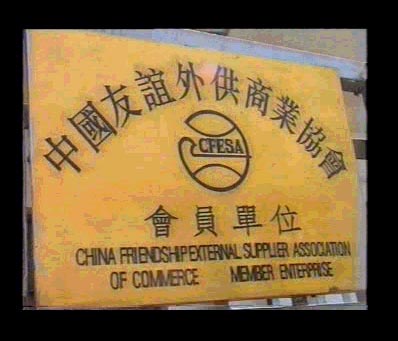 中國友誼外供商業協會
CFESA
會員單位
CHINA FRIENDSHIP EXTERNAL SUPPLIER ASSOCIATION
OF COMMERCE MEMBER ENTERPRISE